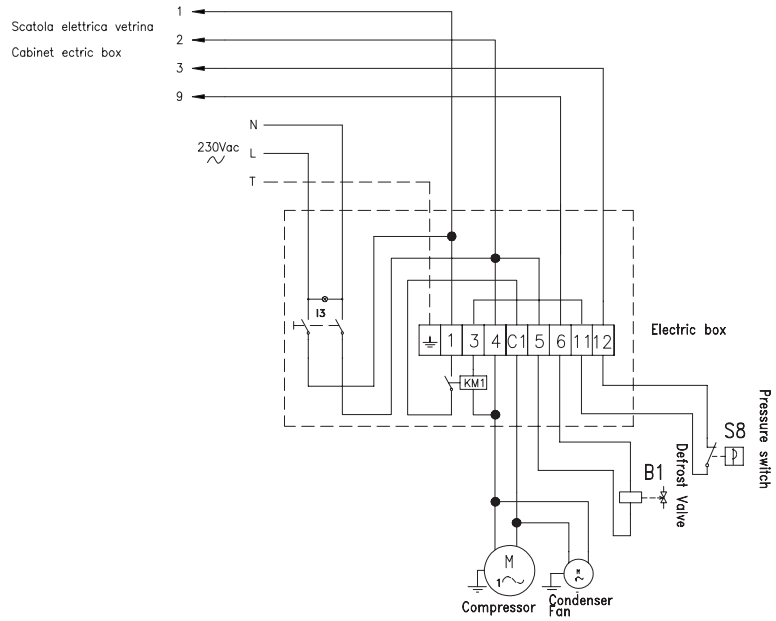 1
Scatola elettrica vetrina
2
Cabinet ectric box
3
9
N
230Vac L
T
I3
Electric box
1 3 4 C1 5 6 11 12
KM1
S8
Pressure switch
B1
Defrost Valve
M
1
M
Compressor
Condenser
Fan